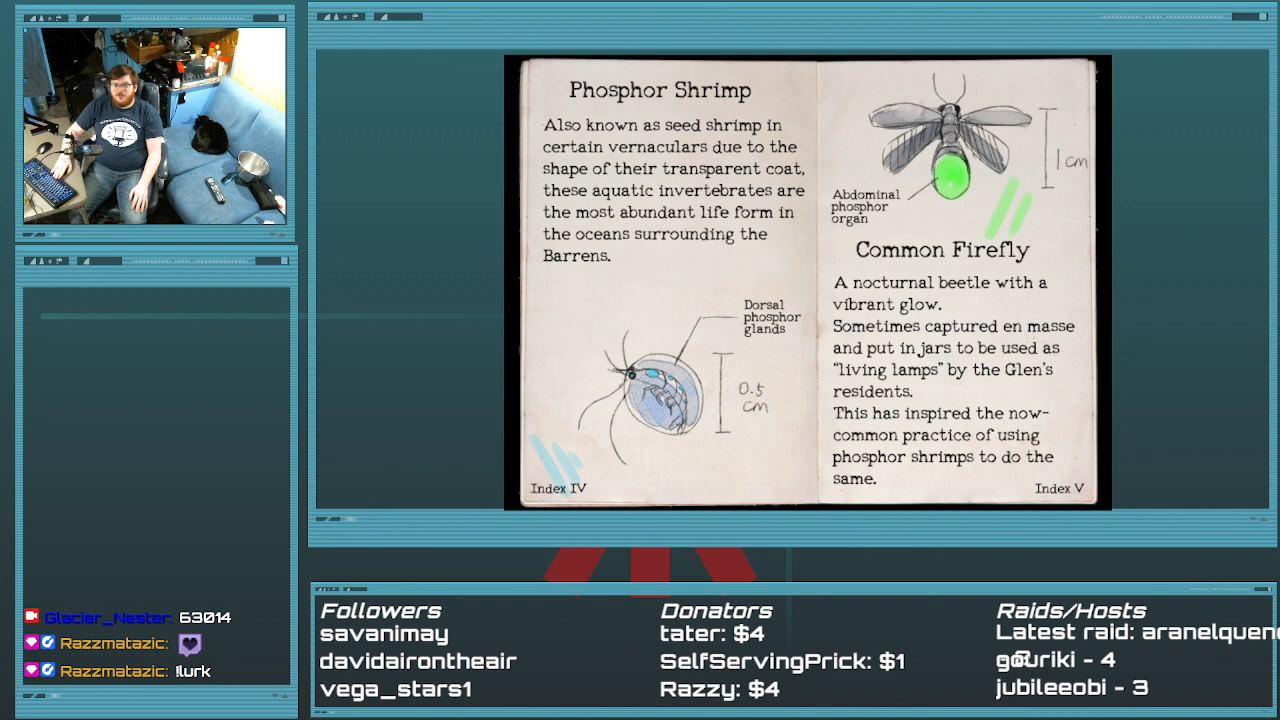 Phosphor Shrimp
Also known as seed shrimp in
certain vernaculars due to the
shape of their transparent coat,
these aquatic invertebrates are
the most abundant life form in
the oceans surrounding the
Barrens.
Dorsal
phosphor
glands
0.5
cm
Index IV
1 cm
Abdominal
phosphor
organ
Common Firefly
A nocturnal beetle with a
vibrant glow.
Sometimes captured en masse
and put in jars to be used as
"living lamps" by the Glen's
residents.
This has inspired the now-
common practice of using
phosphor shrimps to do the
same.
Index V
Glacier_Nester: 63014
Razzmatazic:
Razzmatazic: !lurk
Followers
savanimay
davidairontheair
vega_stars1
Donators
tater: $4
SelfServingPrick: $1
Razzy: $4
Raids/Hosts
Latest raid:
jubileeobi - 3